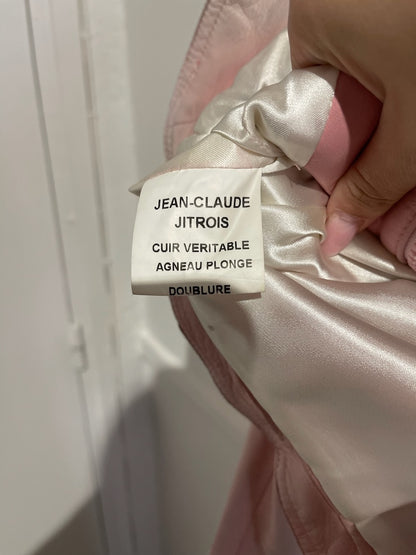 JEAN-CLAUDE
JITROIS
CUIR VERITABLE
AGNEAU PLONGE
DOUBLURE